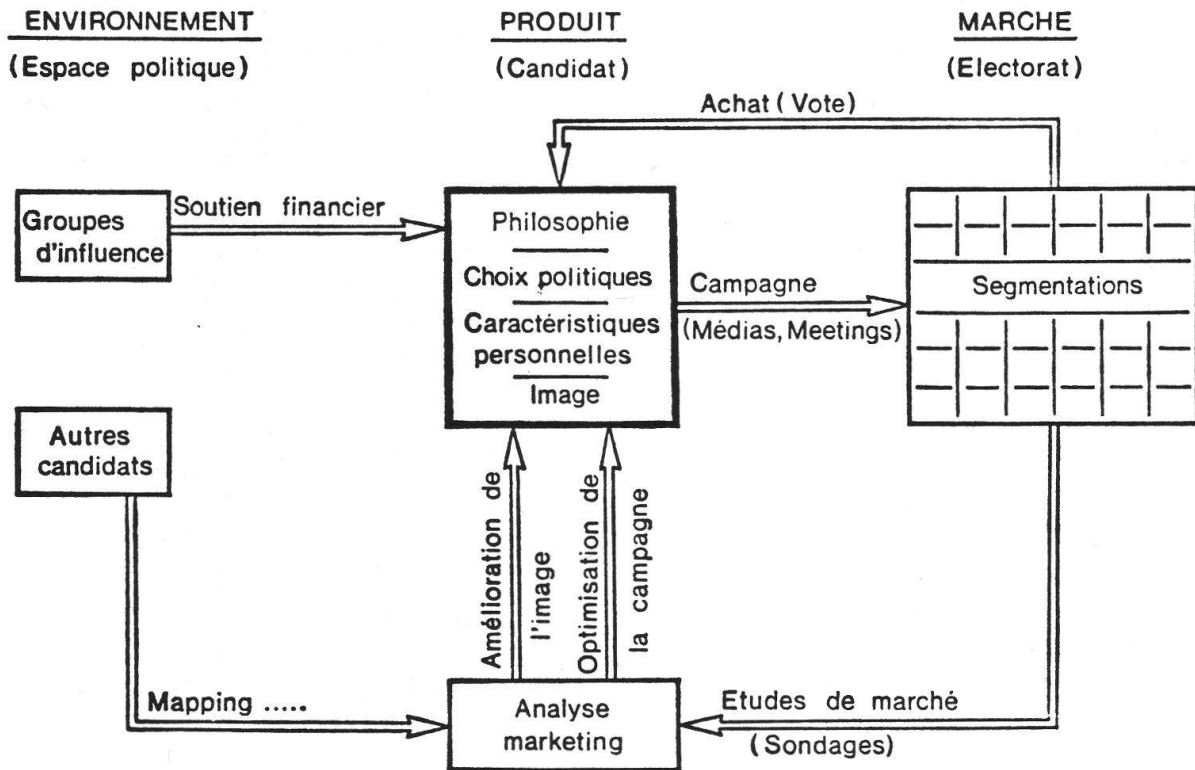 ENVIRONNEMENT
(Espace politique)
PRODUIT
(Candidat)
MARCHE
(Electorat)
Achat (Vote)
Groupes
d'influence
Soutien financier
Philosophie
Choix politiques
Caractéristiques
personnelles
Image
Campagne
(Médias, Meetings)
Segmentations
Autres
candidats
Amélioration de
l'image
Optimisation de
la campagne
Mapping .....
Analyse
marketing
Etudes de marché
(Sondages)